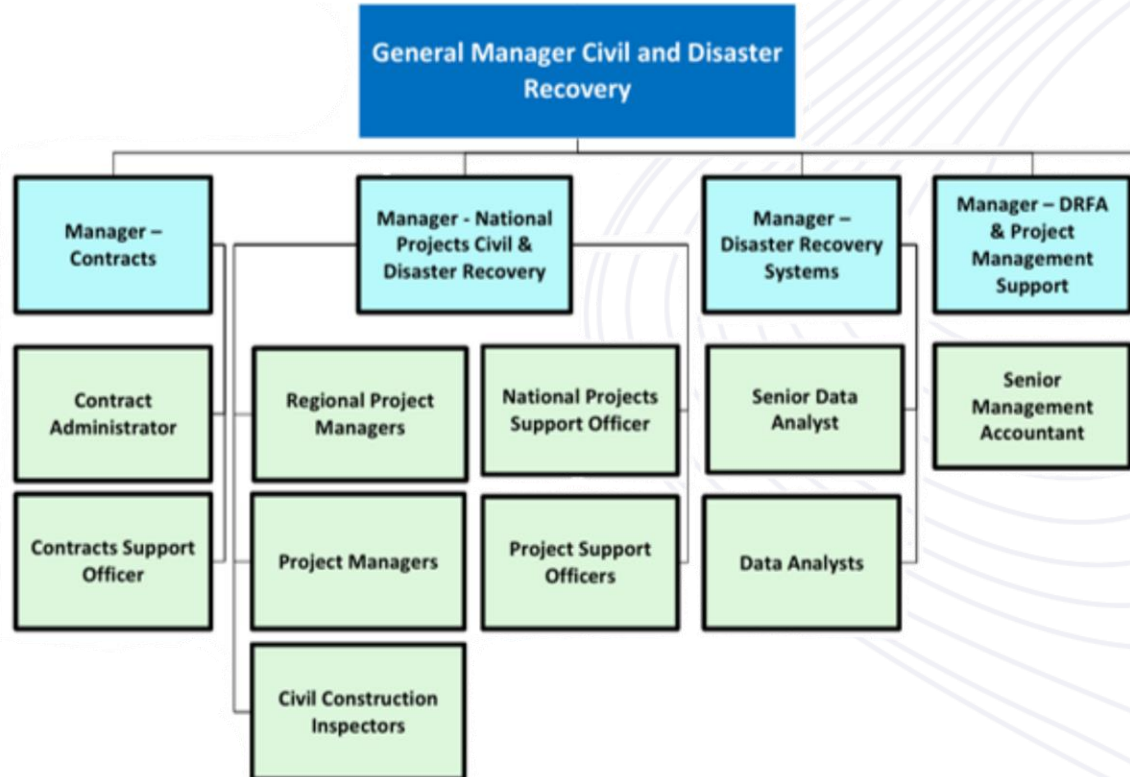 General Manager Civil and Disaster
Recovery
Manager –
Contracts
Manager - National
Projects Civil &
Disaster Recovery
Manager –
Disaster Recovery
Systems
Manager – DRFA
& Project
Management
Support
Contract
Administrator
Regional Project
Managers
National Projects
Support Officer
Senior Data
Analyst
Senior
Management
Accountant
Contracts Support
Officer
Project Managers
Project Support
Officers
Data Analysts
Civil Construction
Inspectors